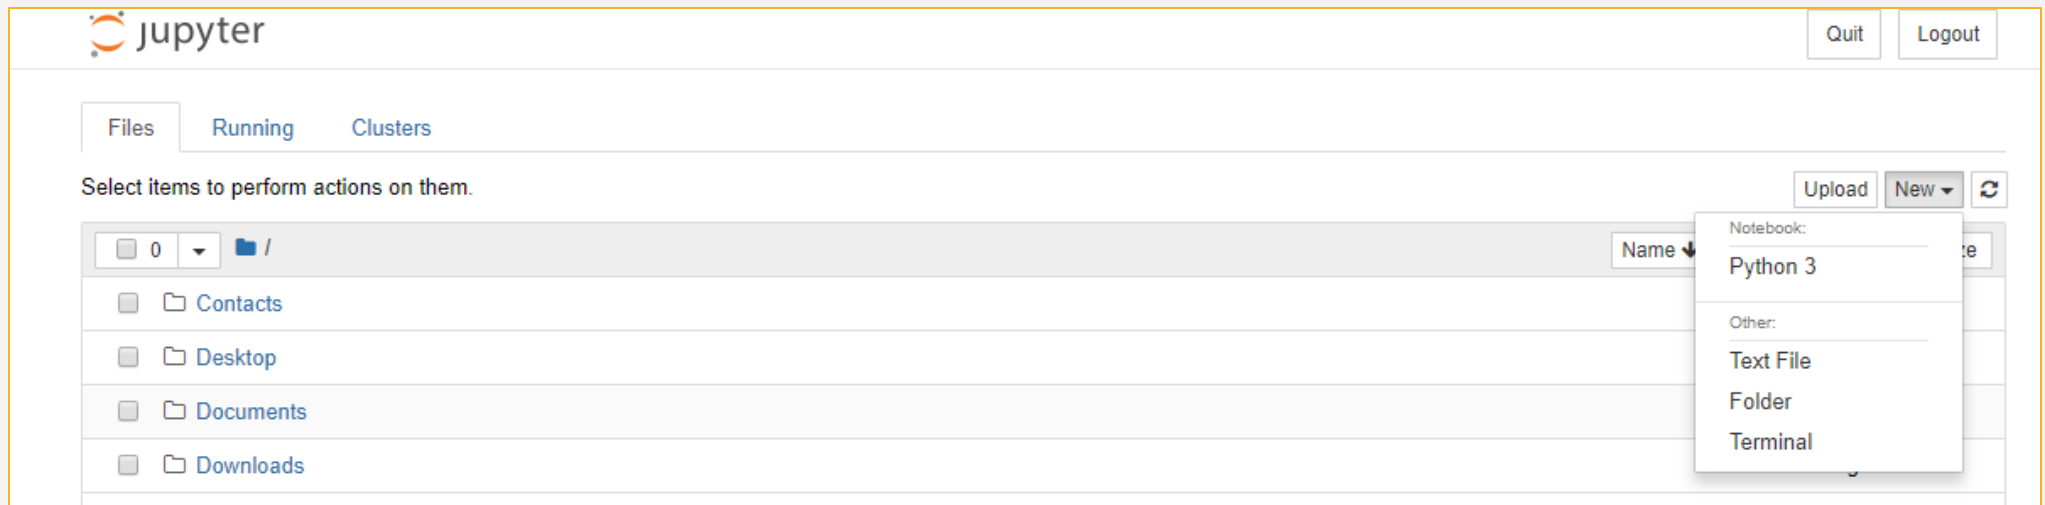 jupyter
Quit
Logout
Files
Running
Clusters
Select items to perform actions on them.
Upload
New
0
/
Name
Notebook:
Python 3
Other:
Text File
Folder
Terminal
Contacts
Desktop
Documents
Downloads